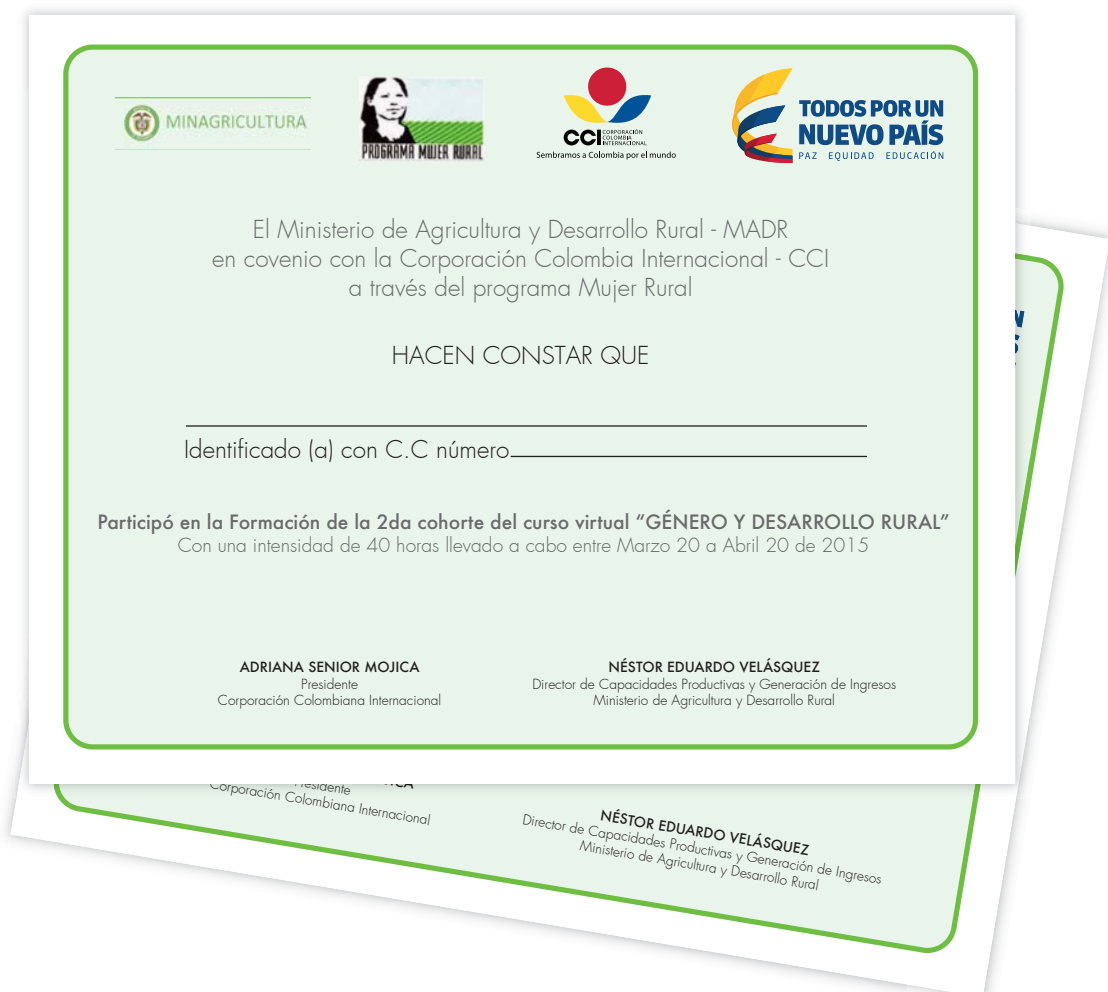 MINAGRICULTURA
PROGRAMA MUJER RURAL
CCI CORPORACIÓN
COLOMBIA
INTERNACIONAL
Sembramos a Colombia por el mundo
TODOS POR UN
NUEVO PAÍS
PAZ EQUIDAD EDUCACIÓN
El Ministerio de Agricultura y Desarrollo Rural - MADR
en covenio con la Corporación Colombia Internacional - CCI
a través del programa Mujer Rural
HACEN CONSTAR QUE
Identificado (a) con C.C número
Participó en la Formación de la 2da cohorte del curso virtual “GÉNERO Y DESARROLLO RURAL”
Con una intensidad de 40 horas llevado a cabo entre Marzo 20 a Abril 20 de 2015
ADRIANA SENIOR MOJICA
Presidente
Corporación Colombiana Internacional
NÉSTOR EDUARDO VELÁSQUEZ
Director de Capacidades Productivas y Generación de Ingresos
Ministerio de Agricultura y Desarrollo Rural
Presidente
Corporación Colombiana Internacional
NÉSTOR EDUARDO VELÁSQUEZ
Director de Capacidades Productivas y Generación de Ingresos
Ministerio de Agricultura y Desarrollo Rural